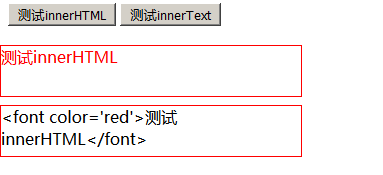 测试innerHTML 测试innerText
测试innerHTML
<font color='red'>测试
innerHTML</font>